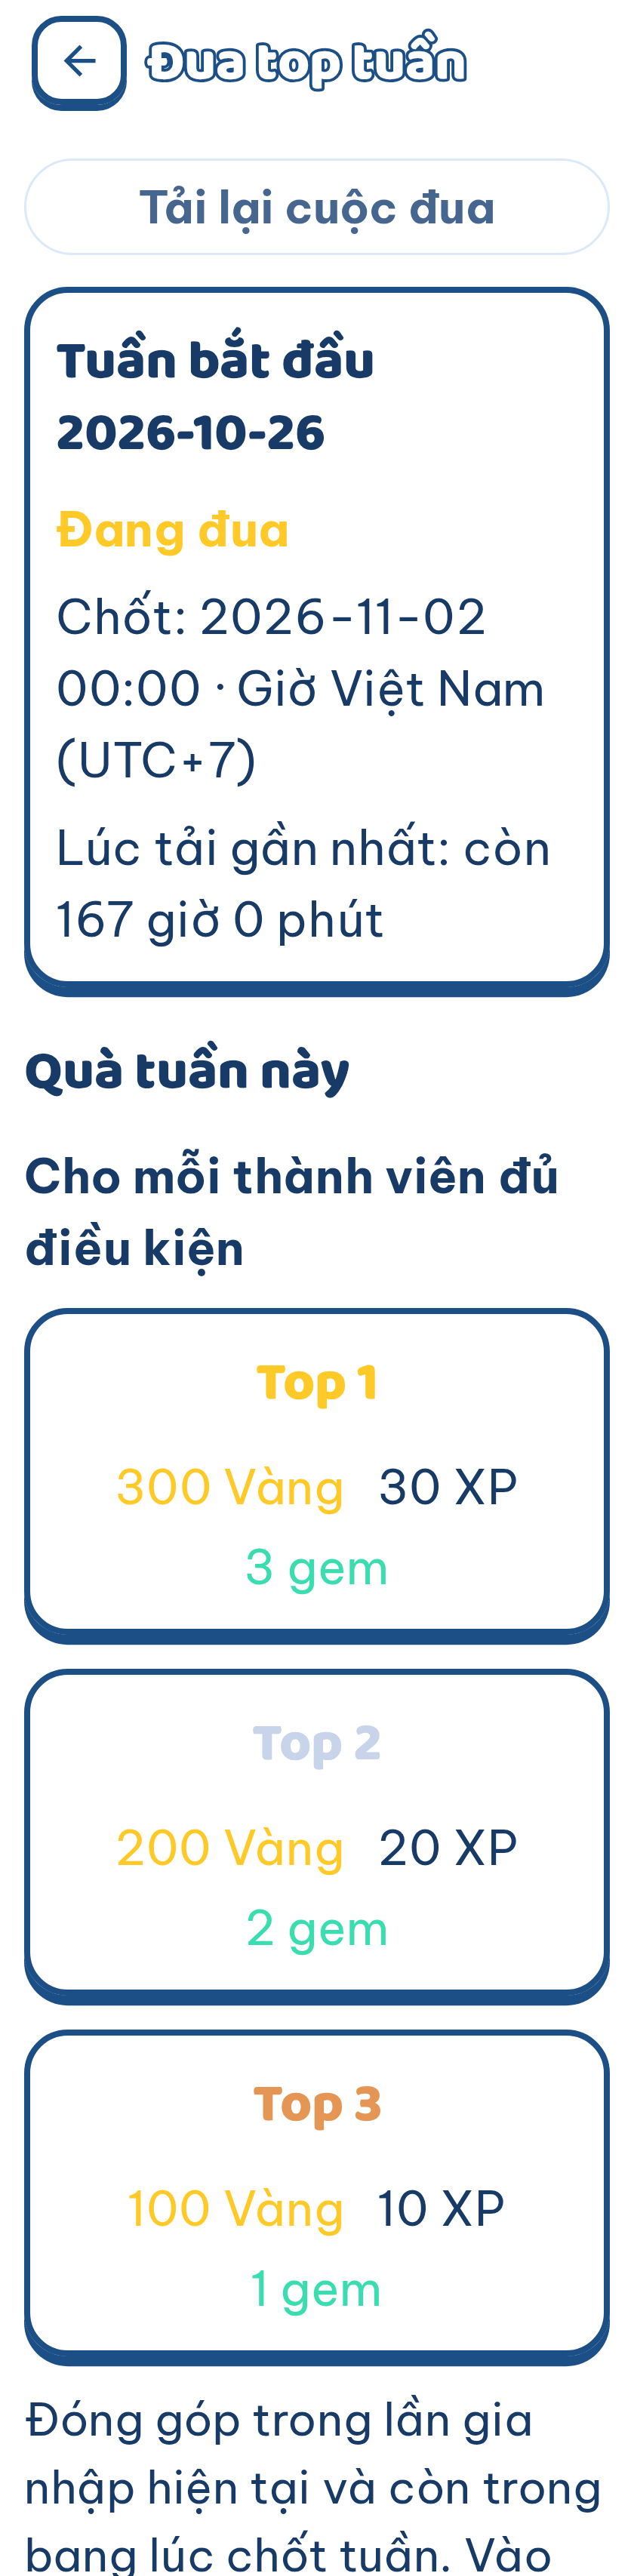 Đua top tuần
Tải lại cuộc đua
Tuần bắt đầu
2026-10-26
Đang đua
Chốt: 2026-11-02
00:00 · Giờ Việt Nam
(UTC+7)
Lúc tải gần nhất: còn
167 giờ 0 phút
Quà tuần này
Cho mỗi thành viên đủ
điều kiện
Top 1
300 Vàng 30 XP
3 gem
Top 2
200 Vàng 20 XP
2 gem
Top 3
100 Vàng 10 XP
1 gem
Đóng góp trong lần gia
nhập hiện tại và còn trong
bang lúc chốt tuần. Vào